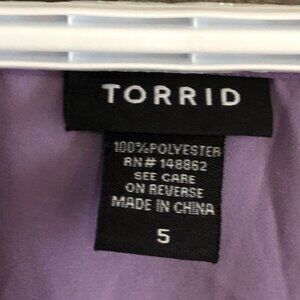 TORRID
100% POLYESTER
RN# 148862
SEE CARE
ON REVERSE
MADE IN CHINA
5